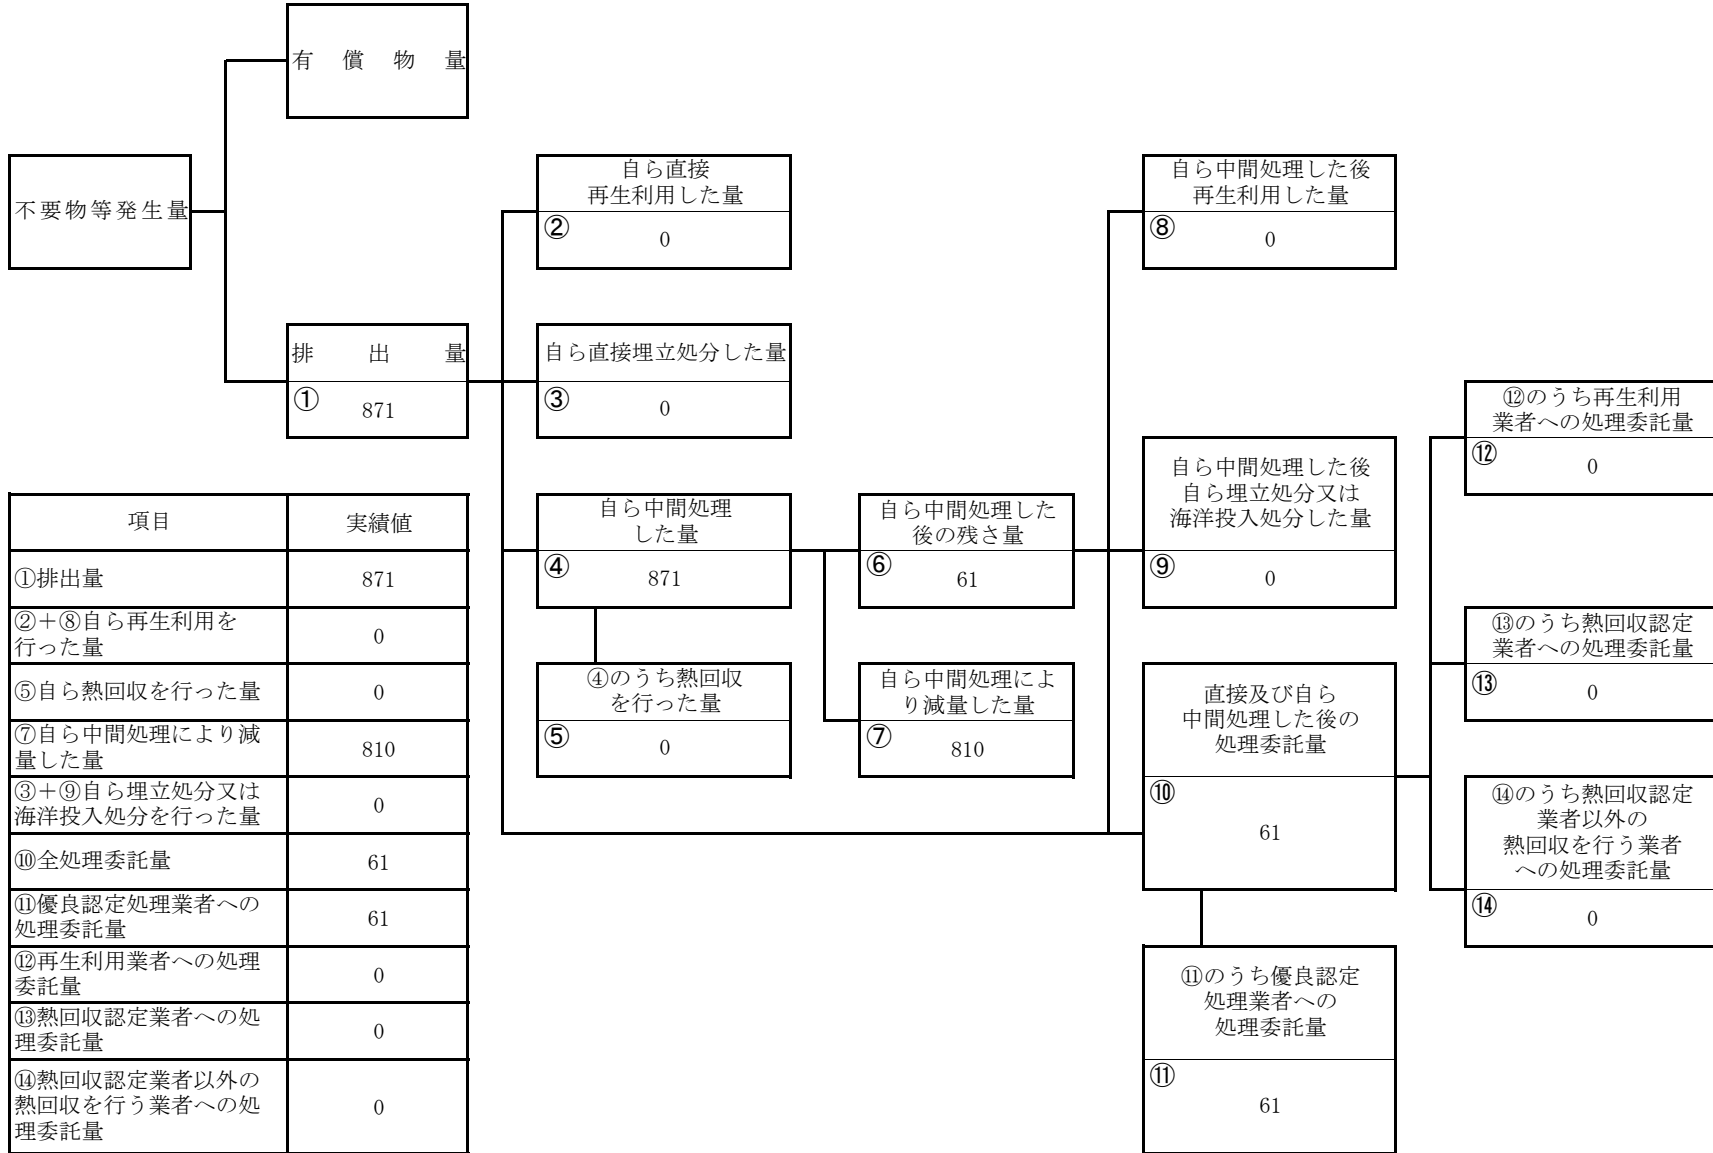 有償物量
不要物等発生量
排出量
① 871
自ら直接
再生利用した量
② 0
自ら直接埋立処分した量
③ 0
自ら中間処理
した量
④ 871
④のうち熱回収
を行った量
⑤ 0
自ら中間処理した
後の残さ量
⑥ 61
自ら中間処理によ
り減量した量
⑦ 810
自ら中間処理した後
再生利用した量
⑧ 0
自ら中間処理した後
自ら埋立処分又は
海洋投入処分した量
⑨ 0
直接及び自ら
中間処理した後の
処理委託量
⑩
61
⑪のうち優良認定
処理業者への
処理委託量
⑪
61
⑫のうち再生利用
業者への処理委託量
⑫ 0
⑬のうち熱回収認定
業者への処理委託量
⑬ 0
⑭のうち熱回収認定
業者以外の
熱回収を行う業者
への処理委託量
⑭ 0
項目 実績値
①排出量 871
②＋⑧自ら再生利用を
行った量 0
⑤自ら熱回収を行った量 0
⑦自ら中間処理により減
量した量 810
③＋⑨自ら埋立処分又は
海洋投入処分を行った量 0
⑩全処理委託量 61
⑪優良認定処理業者への
処理委託量 61
⑫再生利用業者への処理
委託量 0
⑬熱回収認定業者への処
理委託量 0
⑭熱回収認定業者以外の
熱回収を行う業者への処
理委託量 0